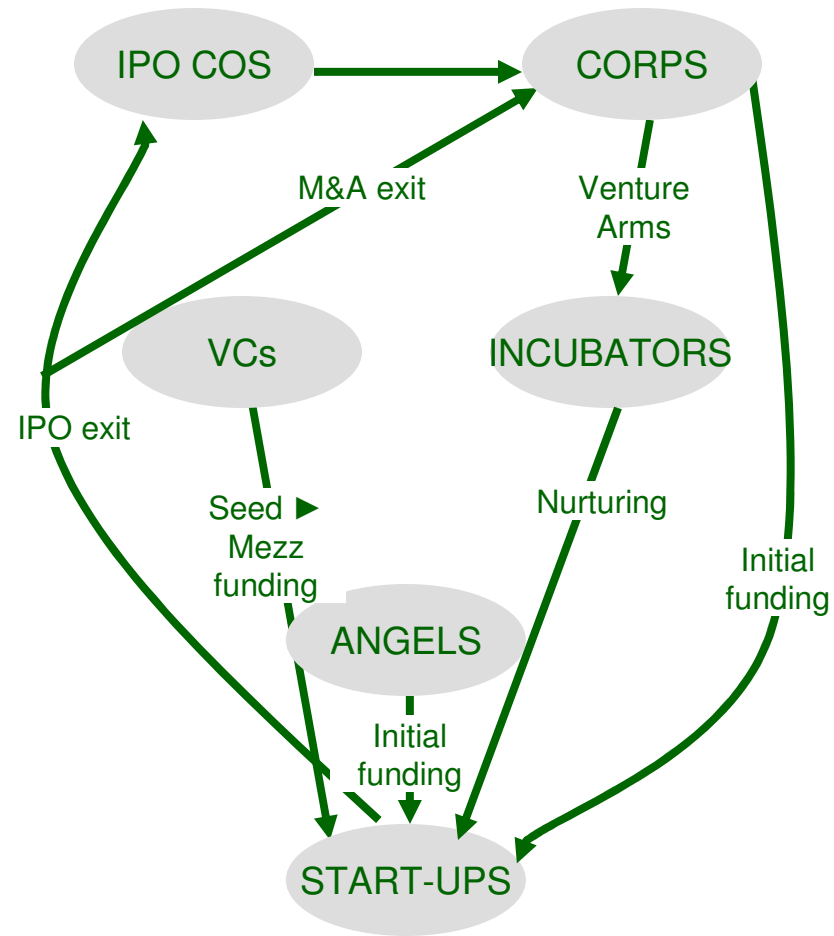 IPO COS
CORPS
M&A exit
Venture
Arms
VCs
INCUBATORS
IPO exit
Seed ►
Mezz
funding
Nurturing
Initial
funding
ANGELS
Initial
funding
START-UPS